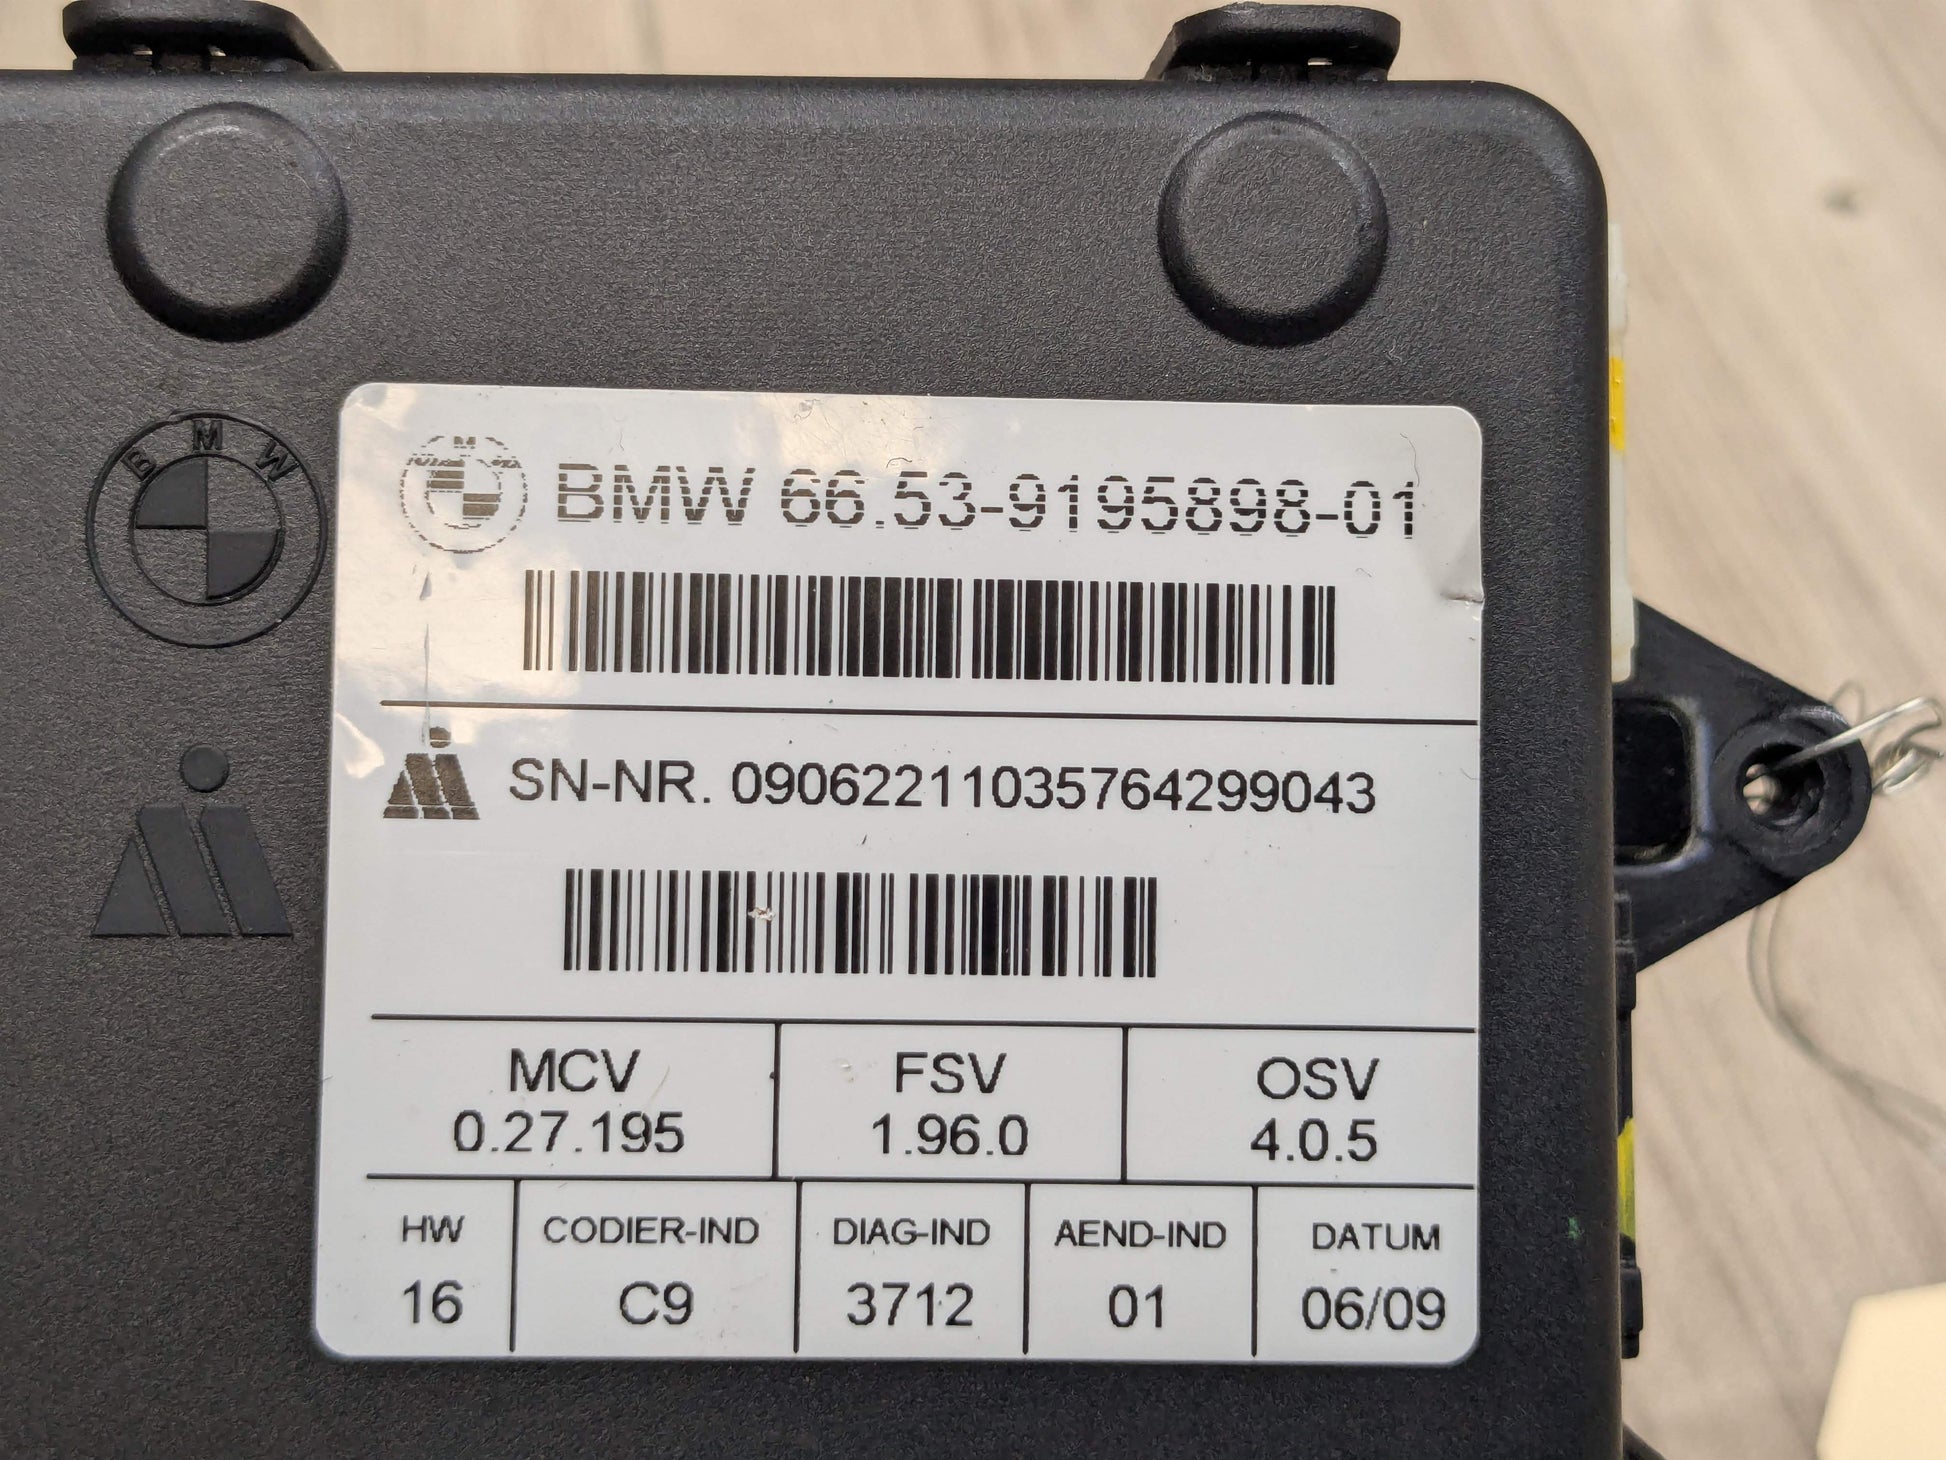 BMW
BMW 66.53-9195898-01
SN-NR. 09062211035764299043
MCV FSV OSV
0.27.195 1.96.0 4.0.5
HW CODIER-IND DIAG-IND AEND-IND DATUM
16 C9 3712 01 06/09